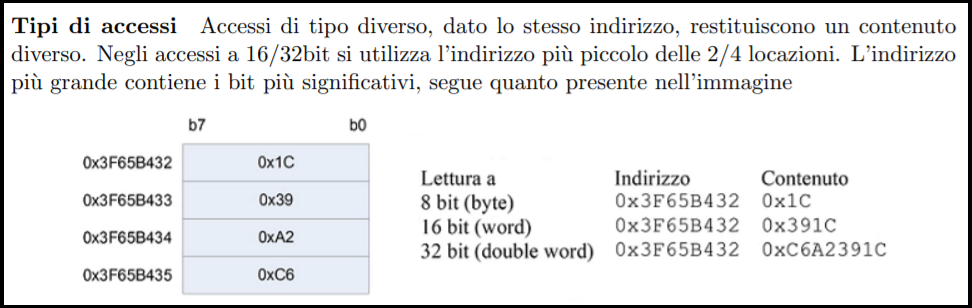 Tipi di accessi Accessi di tipo diverso, dato lo stesso indirizzo, restituiscono un contenuto
diverso. Negli accessi a 16/32bit si utilizza l'indirizzo più piccolo delle 2/4 locazioni. L'indirizzo
più grande contiene i bit più significativi, segue quanto presente nell'immagine
b7 b0
0x3F65B432 0x1C
0x3F65B433 0x39
0x3F65B434 0xA2
0x3F65B435 0xC6
Lettura a Indirizzo Contenuto
8 bit (byte) 0x3F65B432 0x1C
16 bit (word) 0x3F65B432 0x391C
32 bit (double word) 0x3F65B432 0xC6A2391C